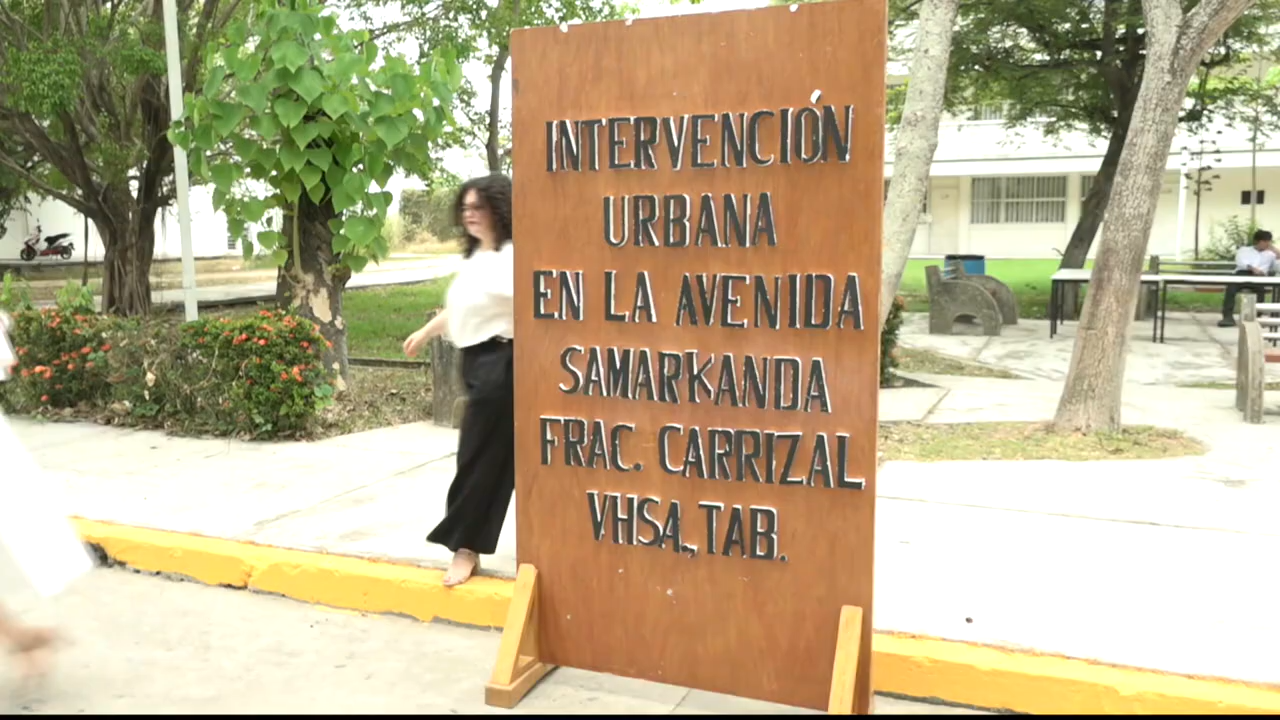 INTERVENCIÓN
URBANA
EN LA AVENIDA
SAMARKANDA
FRAC. CARRIZAL
VHSA., TAB.